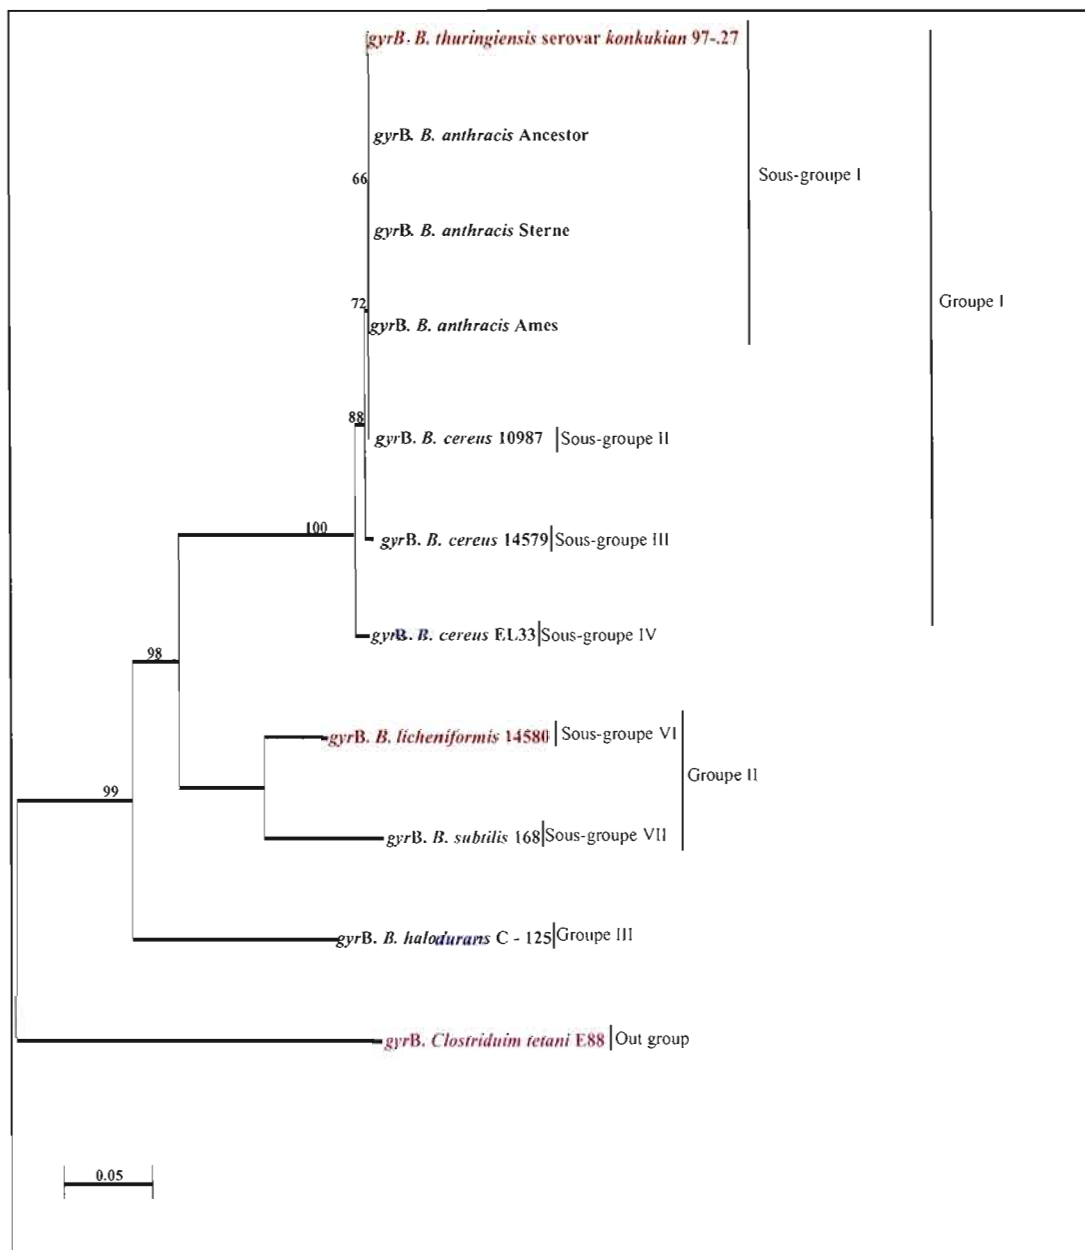 gyrB. B. thuringiensis serovar konkukian 97-.27
gyrB. B. anthracis Ancestor
Sous-groupe I
66
gyrB. B. anthracis Sterne
72
Groupe I
gyrB. B. anthracis Ames
88
gyrB. B. cereus 10987
Sous-groupe II
100
gyrB. B. cereus 14579
Sous-groupe III
gyrB. B. cereus EL33
Sous-groupe IV
98
gyrB. B. licheniformis 14580
Sous-groupe VI
Groupe II
99
gyrB. B. subtilis 168
Sous-groupe VII
gyrB. B. halodurans C - 125
Groupe III
gyrB. Clostriduim tetani E88
Out group
0.05